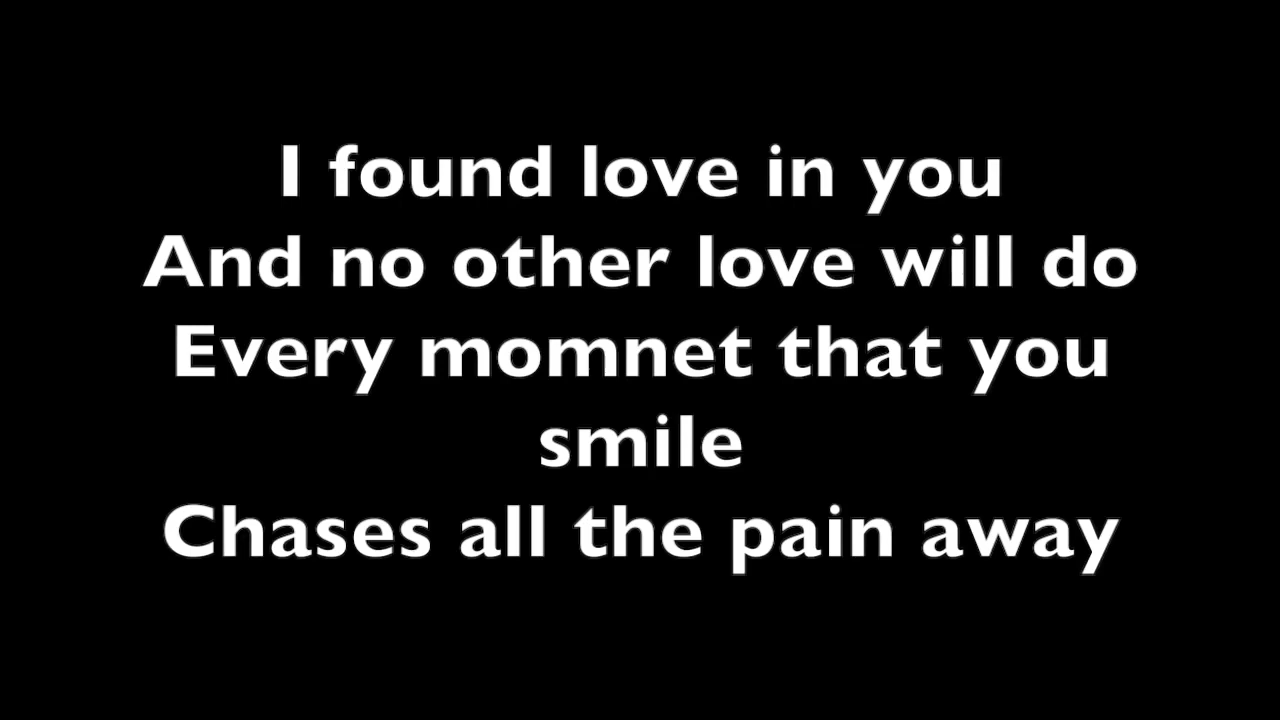 I found love in you
And no other love will do
Every momnet that you
smile
Chases all the pain away